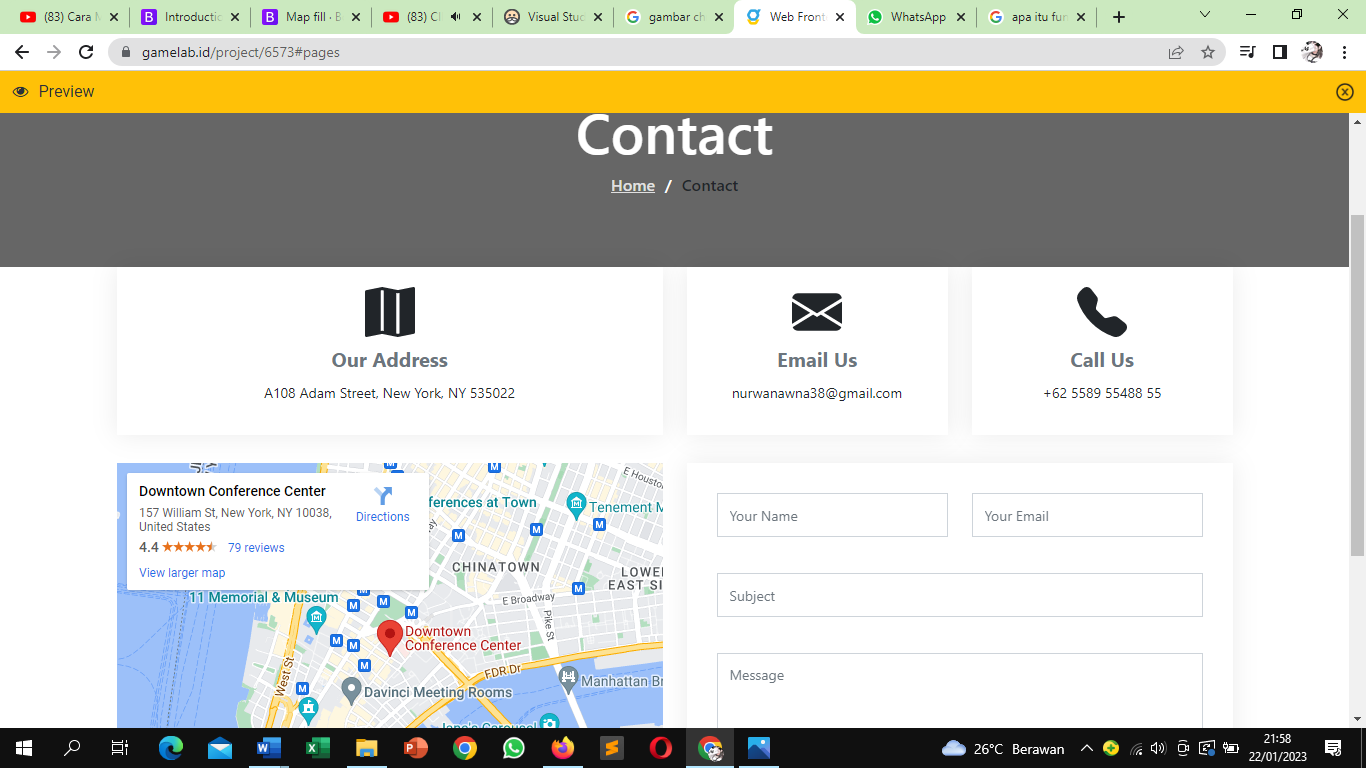 (83) Cara M
Introductio
Map fill · B
(83) Cl
Visual Stud
gambar ch
Web Front
WhatsApp
apa itu fun
gamelab.id/project/6573#pages
Preview
Contact
Home / Contact
Our Address
A108 Adam Street, New York, NY 535022
Email Us
nurwanawna38@gmail.com
Call Us
+62 5589 55488 55
Downtown Conference Center
157 William St, New York, NY 10038,
United States
Directions
4.4
79 reviews
View larger map
ferences at Town
E Houston
Tenement M
CHINATOWN
LOWE
EAST SI
11 Memorial & Museum
E Broadway
Pike St
Downtown
Conference Center
West St
FDR Dr
Davinci Meeting Rooms
Manhattan Br
Jane's Carousel
Your Name
Your Email
Subject
Message
26°C Berawan
21:58
22/01/2023